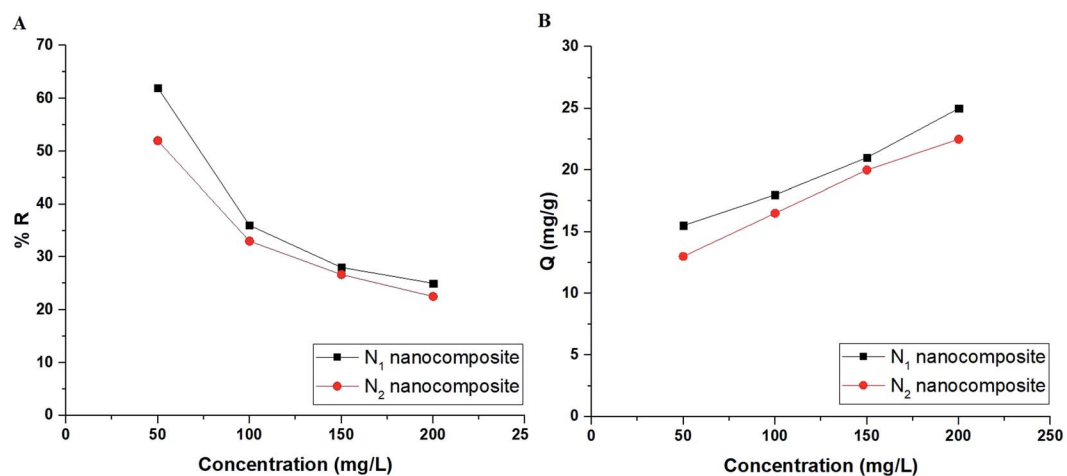 A
% R
70
60
50
40
30
20
10
0
0 50 100 150 200 25
Concentration (mg/L)
N₁ nanocomposite
N₂ nanocomposite
B
Q (mg/g)
30
25
20
15
10
5
0
0 50 100 150 200 250
Concentration (mg/L)
N₁ nanocomposite
N₂ nanocomposite